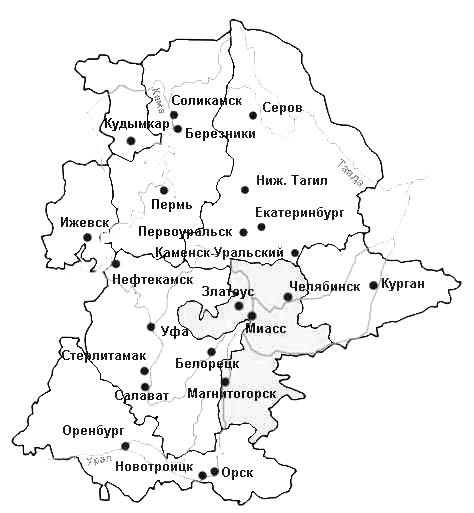 Кама
Соликамск
Серов
Кудымкар
Березники
Тавда
Ниж. Тагил
Пермь
Екатеринбург
Ижевск
Первоуральск
Каменск-Уральский
Нефтекамск
Златоус
Челябинск
Курган
Миасс
Уфа
Стерлитамак
Белорецк
Салават
Магнитогорск
Оренбург
Урал
Новотроицк
Орск